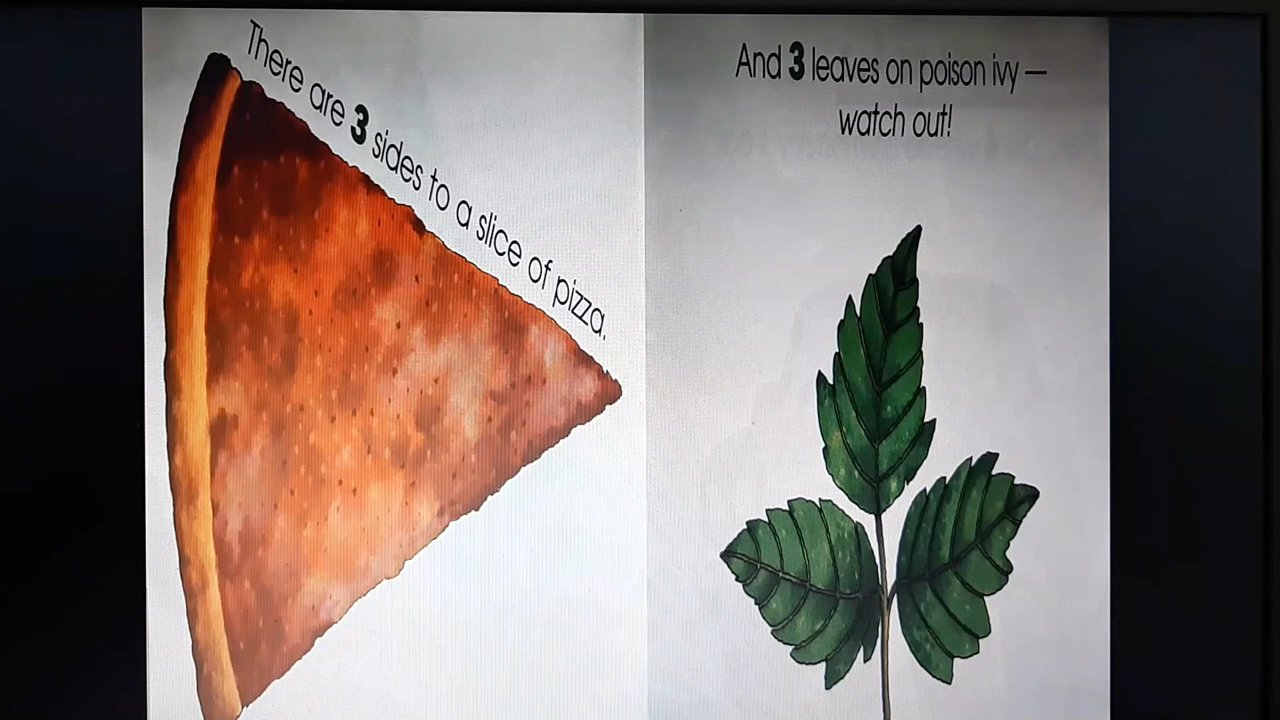 There are 3 sides to a slice of pizza.
And 3 leaves on poison ivy —
watch out!